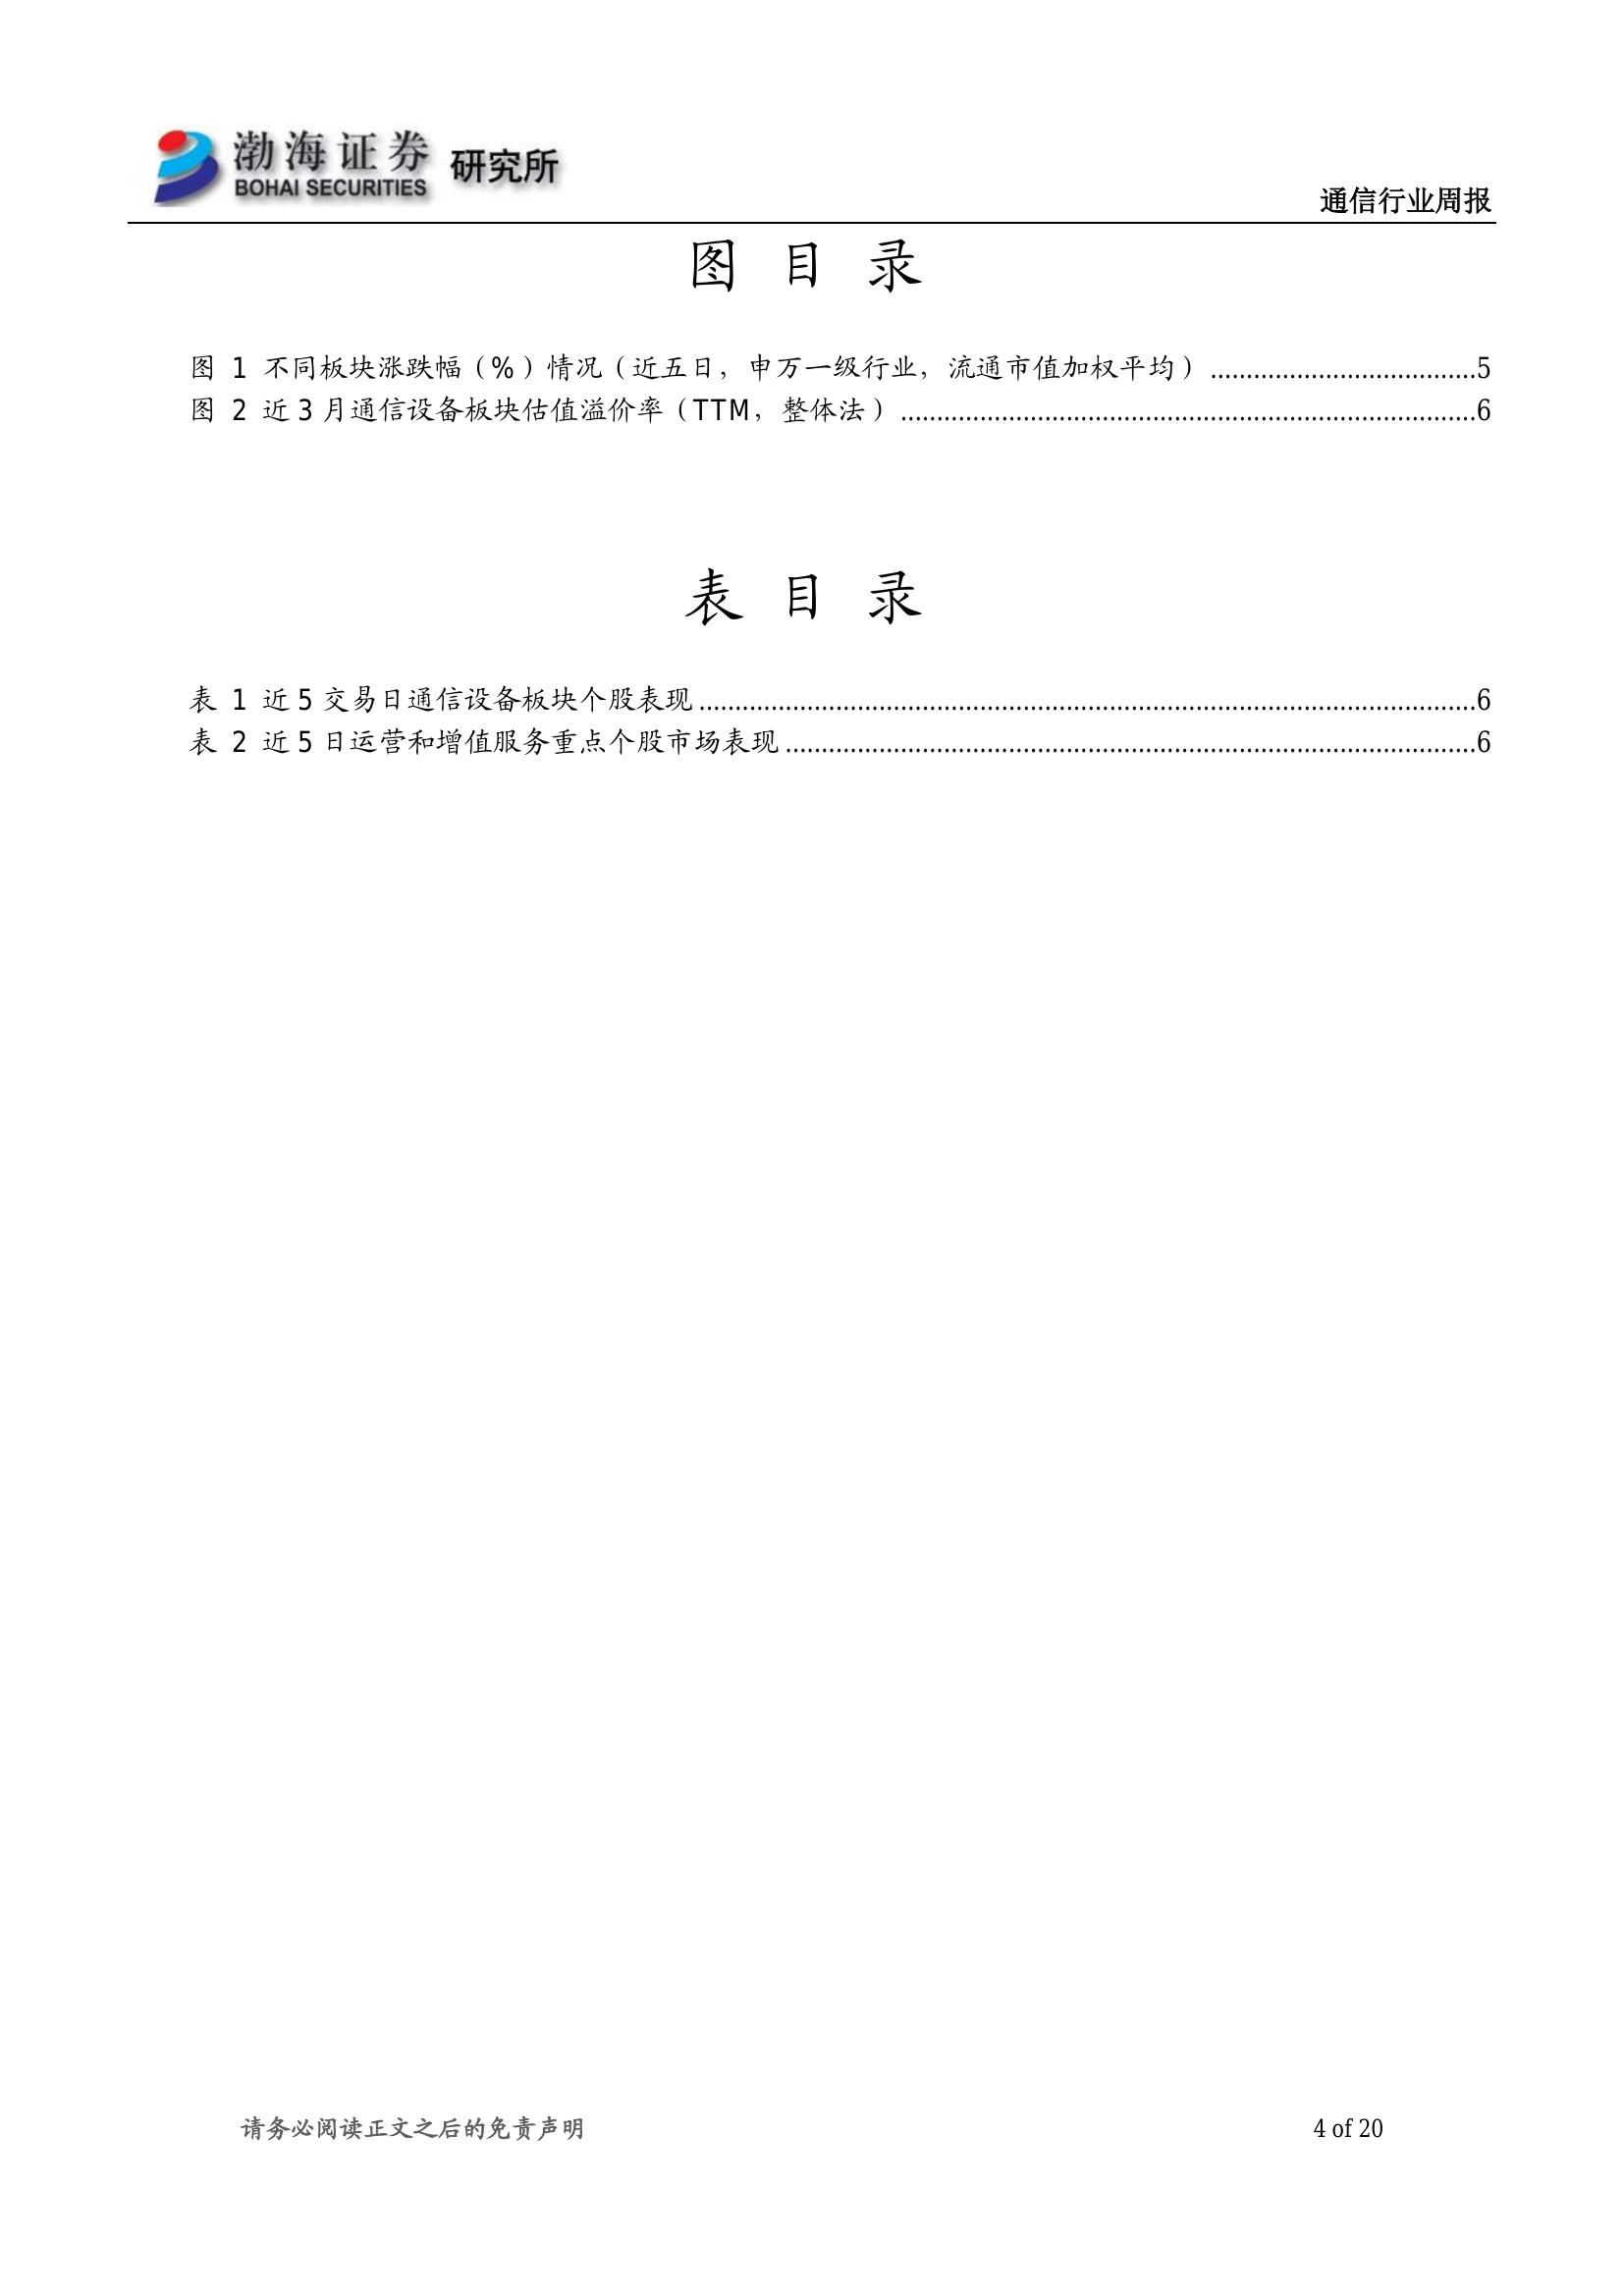 渤海证券 研究所
BOHAI SECURITIES
通信行业周报
图 目 录
图 1 不同板块涨跌幅（%）情况（近五日，申万一级行业，流通市值加权平均）.....................................5
图 2 近 3 月通信设备板块估值溢价率（TTM，整体法）................................................................................6
表 目 录
表 1 近 5 交易日通信设备板块个股表现............................................................................................................6
表 2 近 5 日运营和增值服务重点个股市场表现................................................................................................6
请务必阅读正文之后的免责声明
4 of 20